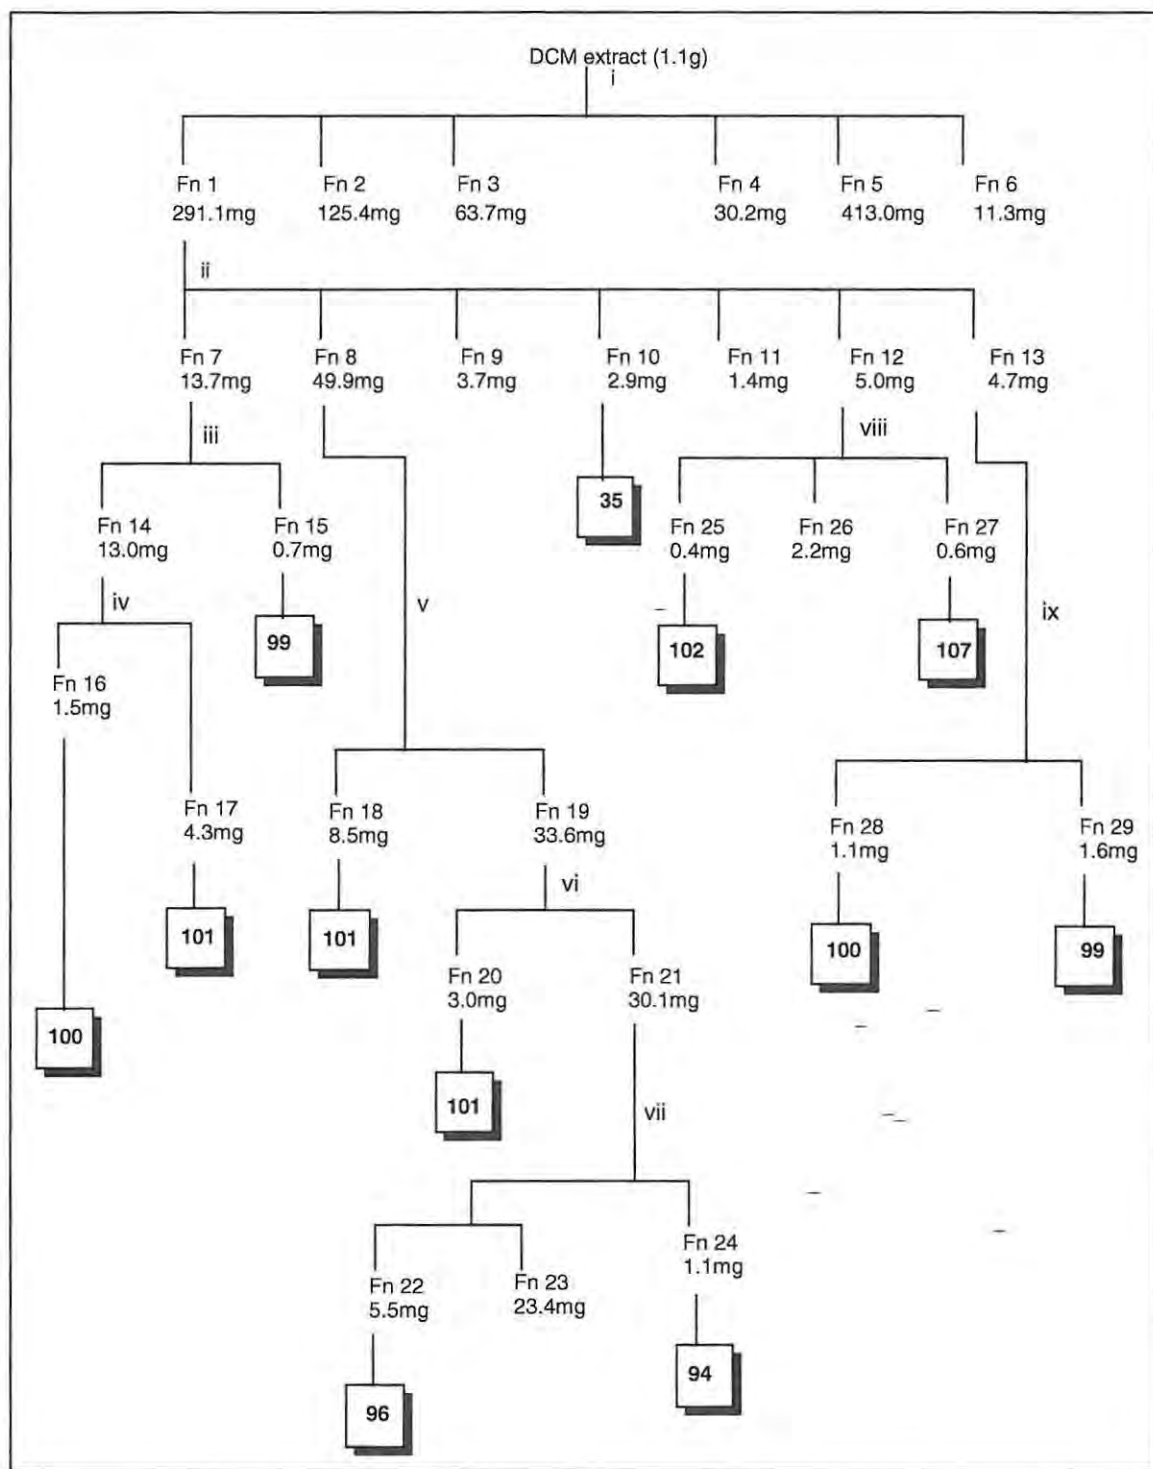 DCM extract (1.1g)
i
Fn 1 Fn 2 Fn 3 Fn 4 Fn 5 Fn 6
291.1mg 125.4mg 63.7mg 30.2mg 413.0mg 11.3mg
ii
Fn 7 Fn 8 Fn 9 Fn 10 Fn 11 Fn 12 Fn 13
13.7mg 49.9mg 3.7mg 2.9mg 1.4mg 5.0mg 4.7mg
iii viii
35
Fn 14 Fn 15 Fn 25 Fn 26 Fn 27
13.0mg 0.7mg 0.4mg 2.2mg 0.6mg
iv v ix
99 102 107
Fn 16
1.5mg
Fn 17 Fn 18 Fn 19 Fn 28 Fn 29
4.3mg 8.5mg 33.6mg 1.1mg 1.6mg
vi
101 101 100 99
Fn 20 Fn 21
3.0mg 30.1mg
100
101 vii
Fn 24
1.1mg
Fn 22 Fn 23
5.5mg 23.4mg
94
96